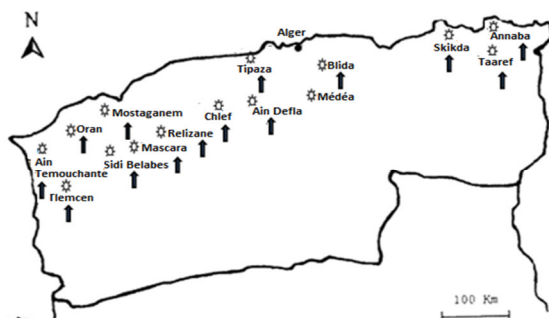 N
Alger
Annaba
Skikda
Taaref
Tipaza
Blida
Médéa
Mostaganem
Chlef
Ain Defla
Oran
Relizane
Mascara
Ain
Temouchante
Sidi Belabes
Tlemcen
100 Km